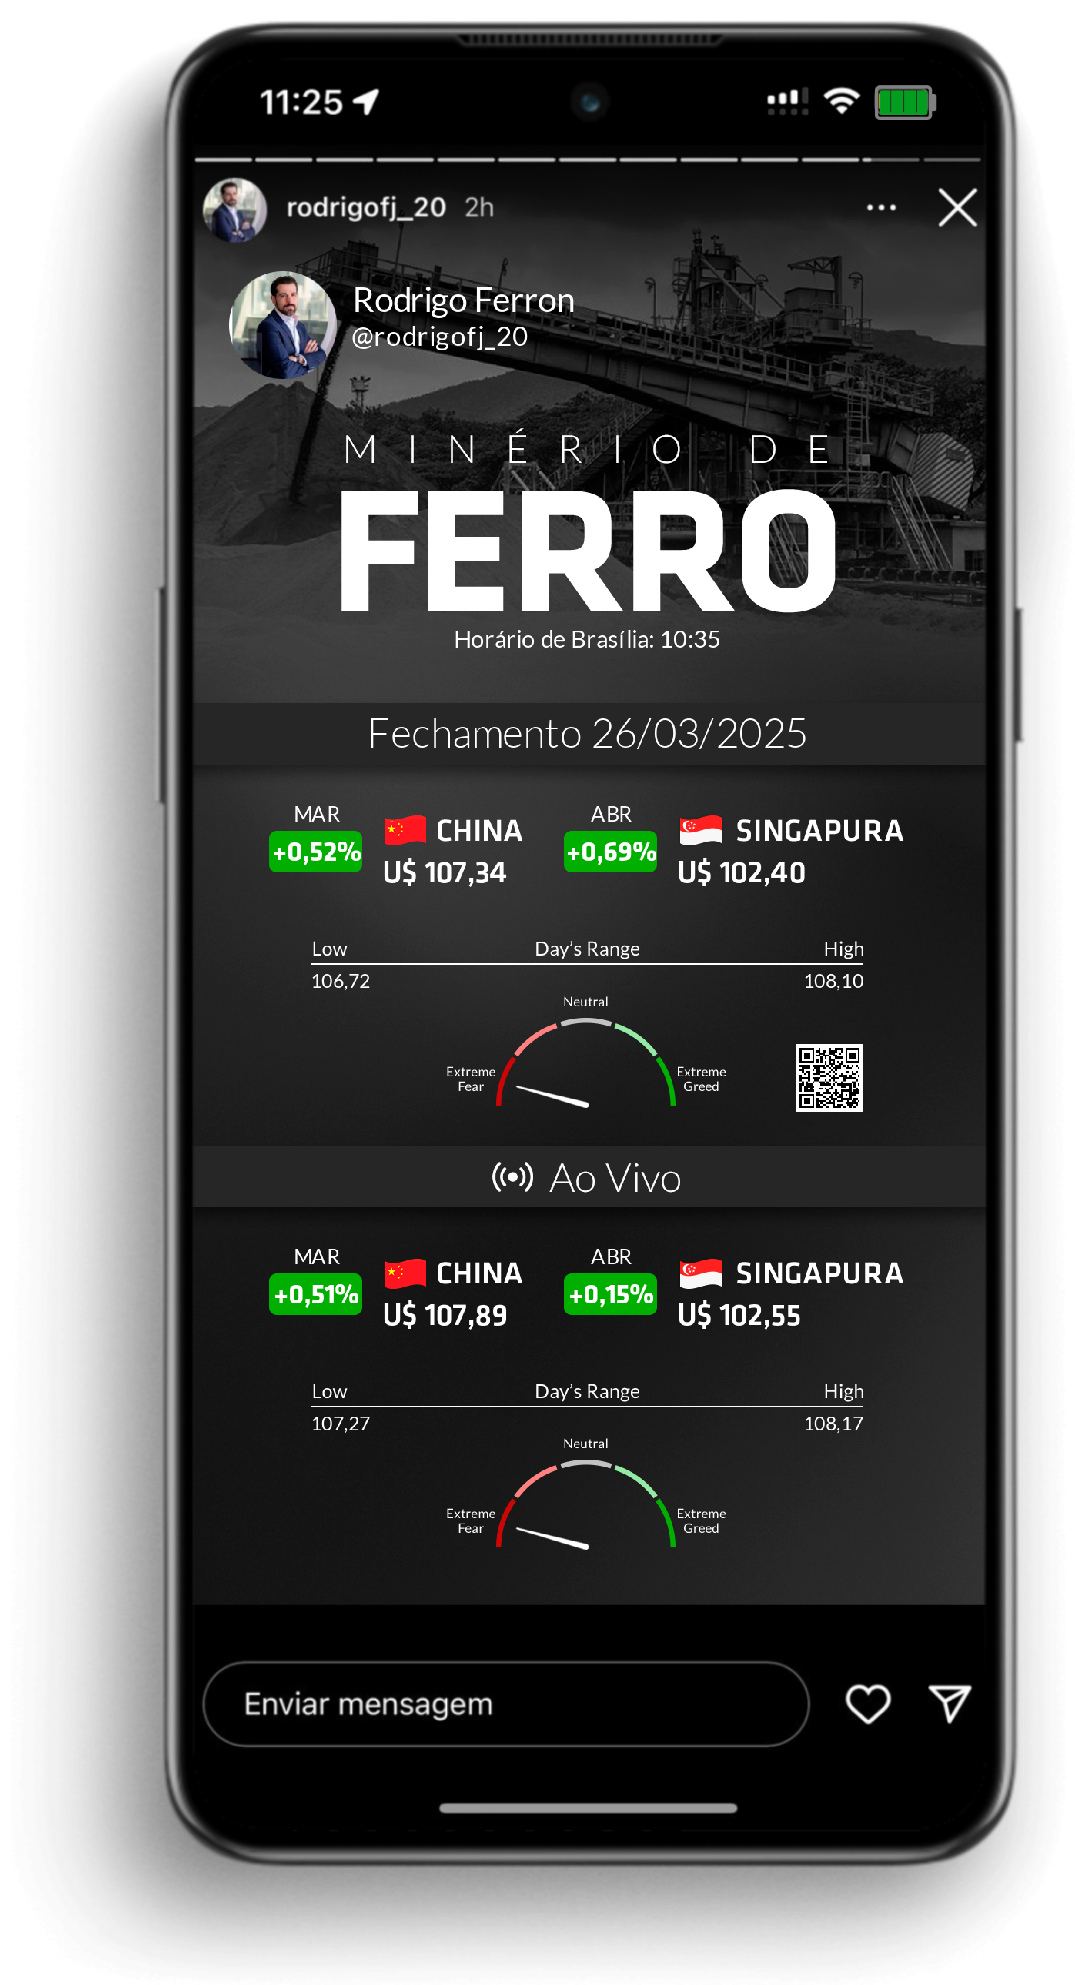 11:25
rodrigofj_20 2h
Rodrigo Ferron
@rodrigofj_20
MINÉRIO DE
FERRO
Horário de Brasília: 10:35
Fechamento 26/03/2025
MAR
+0,52%
CHINA
U$ 107,34
ABR
+0,69%
SINGAPURA
U$ 102,40
Low Day's Range High
106,72 108,10
Neutral
Extreme
Fear
Extreme
Greed
Ao Vivo
MAR
+0,51%
CHINA
U$ 107,89
ABR
+0,15%
SINGAPURA
U$ 102,55
Low Day's Range High
107,27 108,17
Neutral
Extreme
Fear
Extreme
Greed
Enviar mensagem